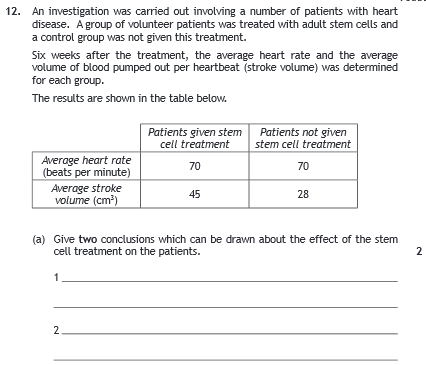 12. An investigation was carried out involving a number of patients with heart
disease. A group of volunteer patients was treated with adult stem cells and
a control group was not given this treatment.
Six weeks after the treatment, the average heart rate and the average
volume of blood pumped out per heartbeat (stroke volume) was determined
for each group.
The results are shown in the table below.
Patients given stem cell treatment
Patients not given stem cell treatment
Average heart rate (beats per minute) 70 70
Average stroke volume (cm³) 45 28
(a) Give two conclusions which can be drawn about the effect of the stem
cell treatment on the patients. 2
1
2